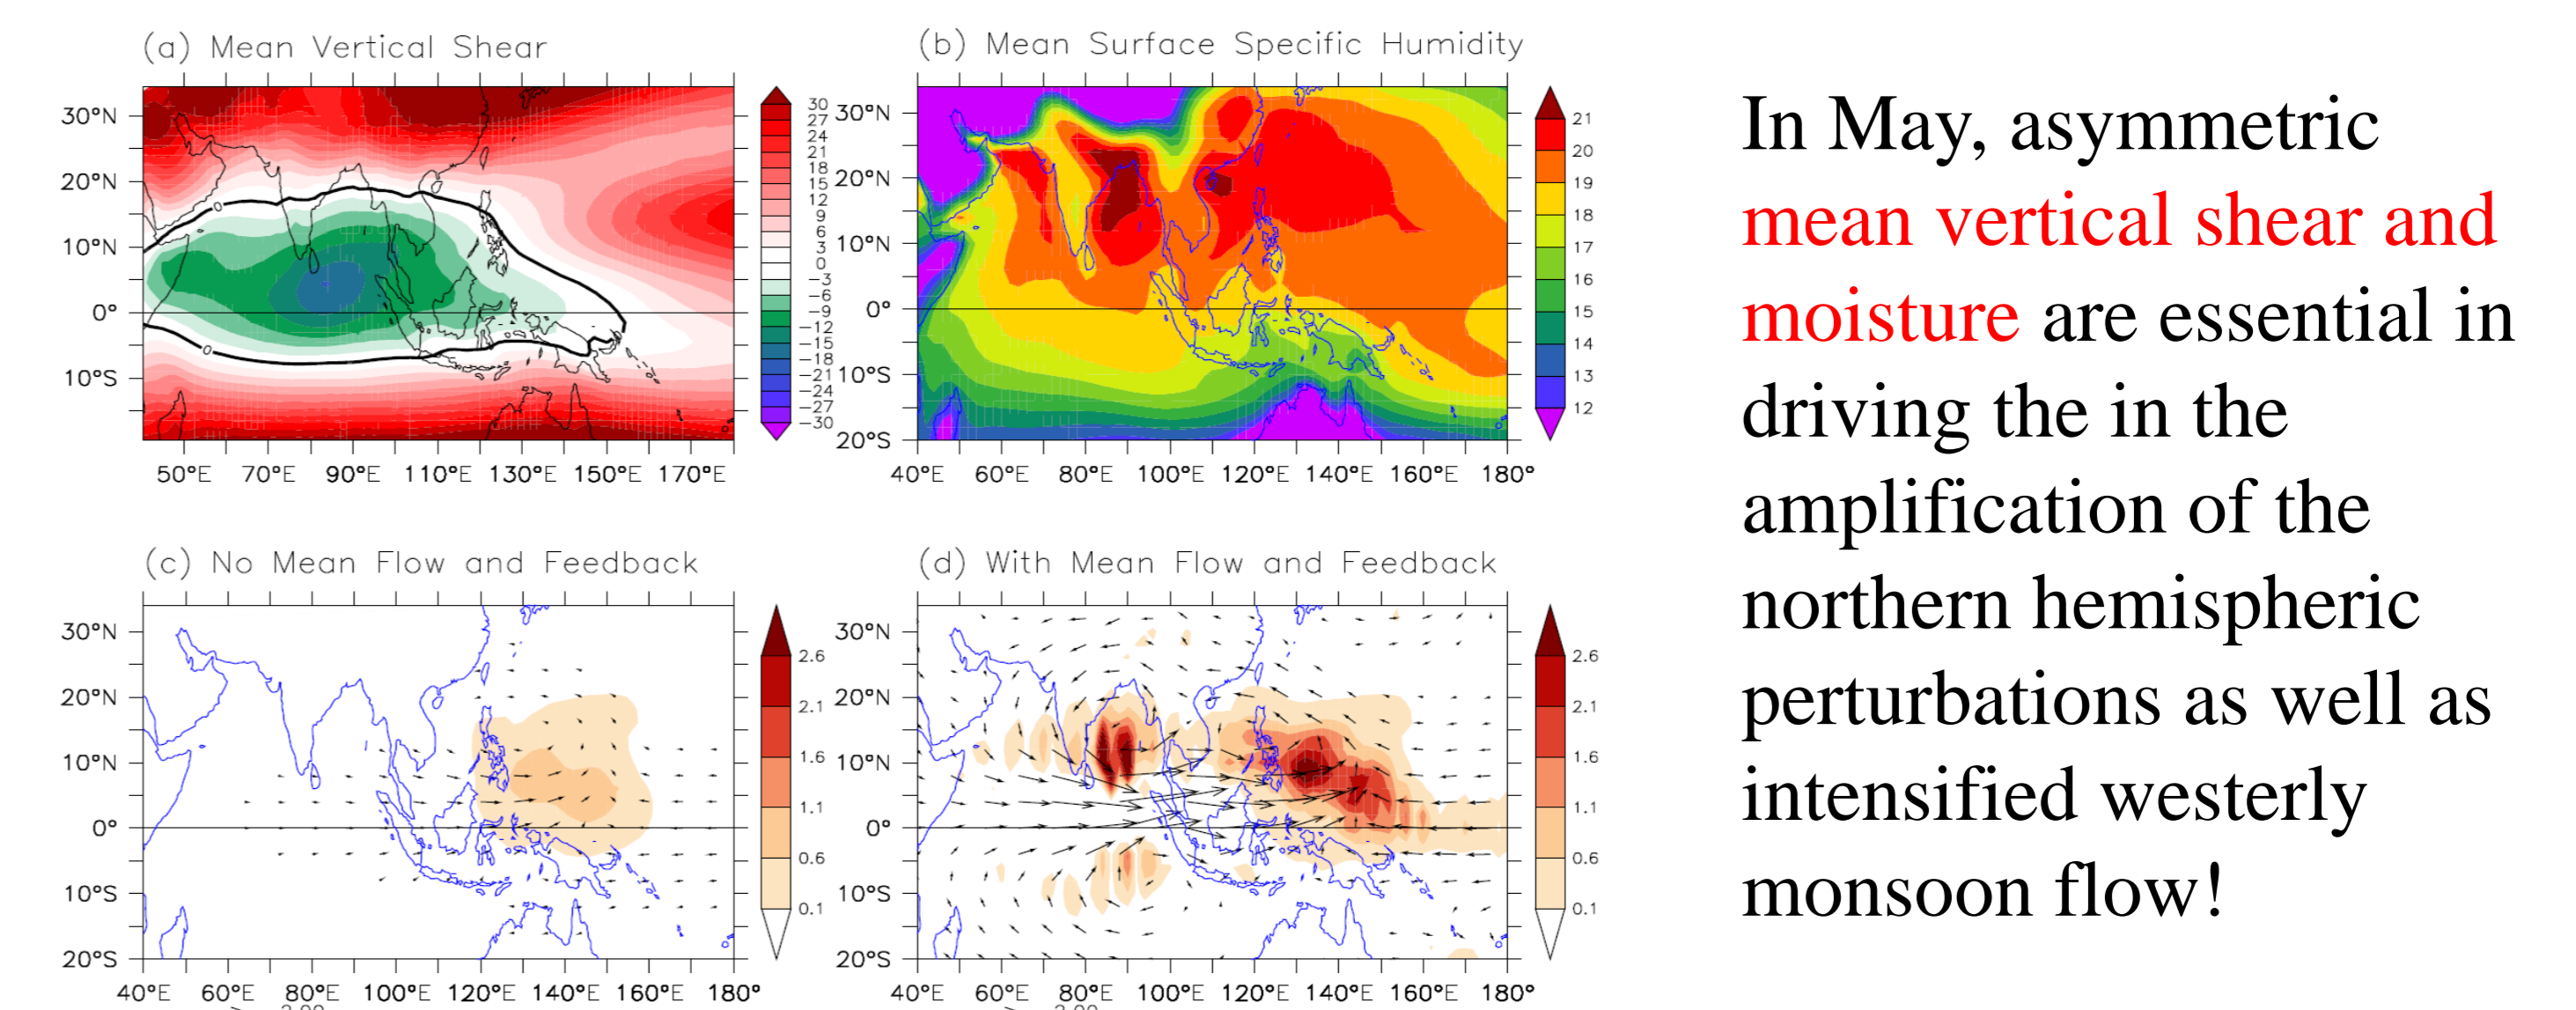 (a) Mean Vertical Shear
30°N
20°N
10°N
0°
10°S
0
0
50°E 70°E 90°E 110°E 130°E 150°E 170°E
30
27
24
21
18
15
12
9
6
3
0
−3
−6
−9
−12
−15
−18
−21
−24
−27
−30
(b) Mean Surface Specific Humidity
30°N
20°N
10°N
0°
10°S
20°S
40°E 60°E 80°E 100°E 120°E 140°E 160°E 180°
21
20
19
18
17
16
15
14
13
12
(c) No Mean Flow and Feedback
30°N
20°N
10°N
0°
10°S
20°S
40°E 60°E 80°E 100°E 120°E 140°E 160°E 180°
2.6
2.1
1.6
1.1
0.6
0.1
(d) With Mean Flow and Feedback
30°N
20°N
10°N
0°
10°S
20°S
40°E 60°E 80°E 100°E 120°E 140°E 160°E 180°
2.6
2.1
1.6
1.1
0.6
0.1
In May, asymmetric
mean vertical shear and
moisture are essential in
driving the in the
amplification of the
northern hemispheric
perturbations as well as
intensified westerly
monsoon flow!